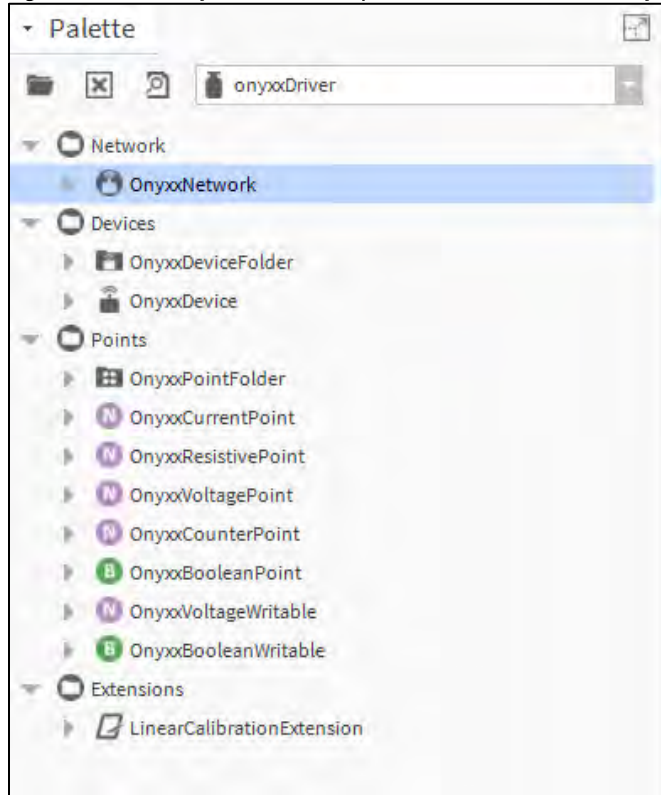 Palette
onyxxDriver
Network
OnyxxNetwork
Devices
OnyxxDeviceFolder
OnyxxDevice
Points
OnyxxPointFolder
N OnyxxCurrentPoint
N OnyxxResistivePoint
N OnyxxVoltagePoint
N OnyxxCounterPoint
B OnyxxBooleanPoint
N OnyxxVoltageWritable
B OnyxxBooleanWritable
Extensions
LinearCalibrationExtension